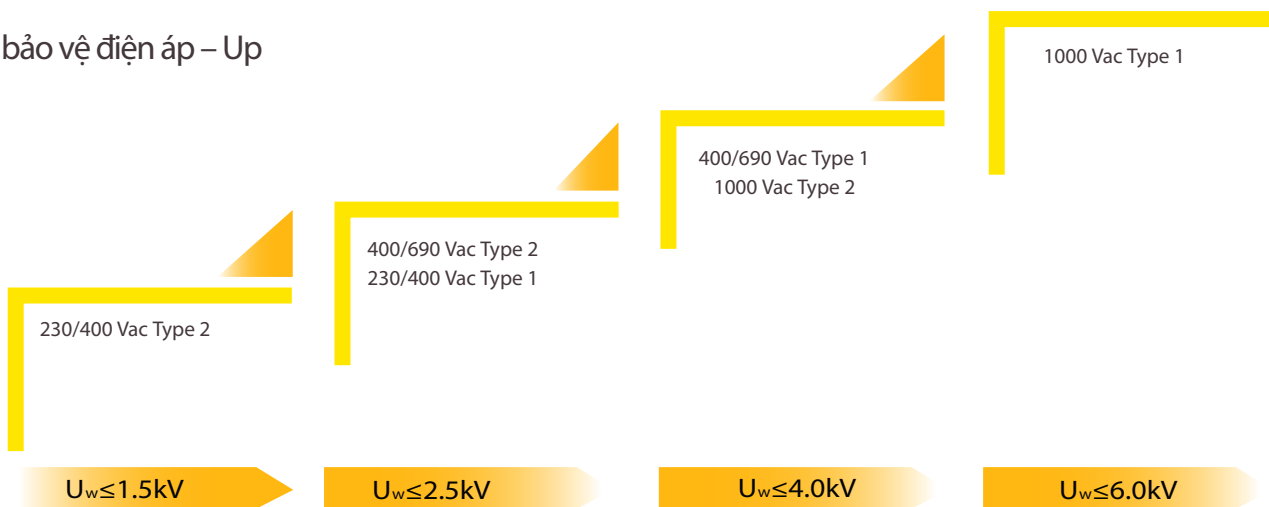 bảo vệ điện áp – Up
1000 Vac Type 1
400/690 Vac Type 1
1000 Vac Type 2
400/690 Vac Type 2
230/400 Vac Type 1
230/400 Vac Type 2
Uw≤1.5kV
Uw≤2.5kV
Uw≤4.0kV
Uw≤6.0kV